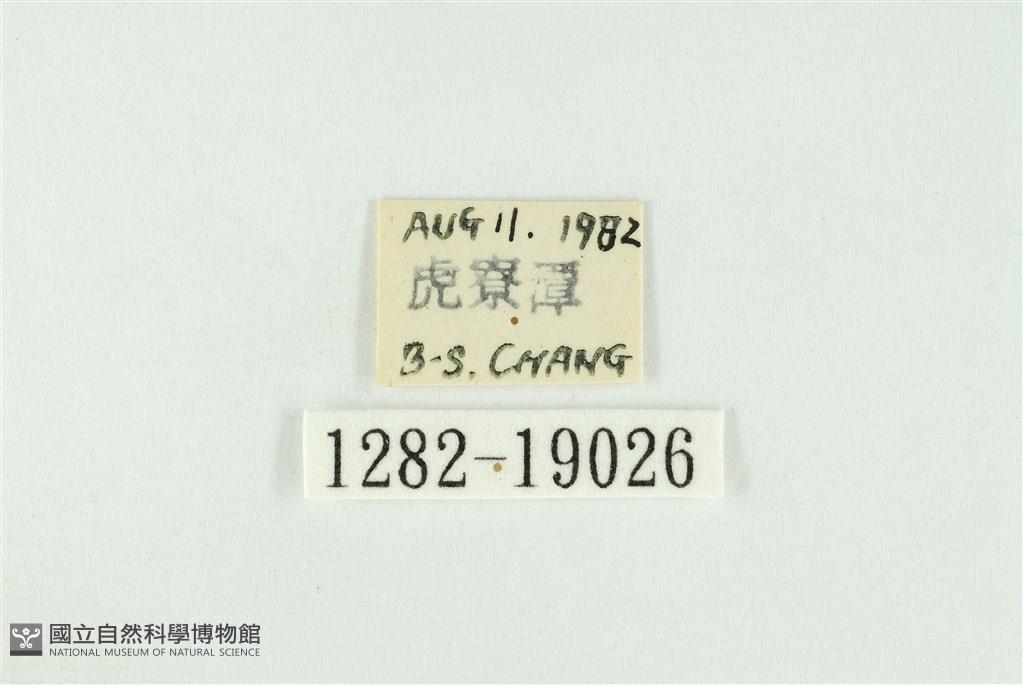 AUG 11. 1982
虎寮潭
B-S. CHANG
1282-19026
國立自然科學博物館
NATIONAL MUSEUM OF NATURAL SCIENCE